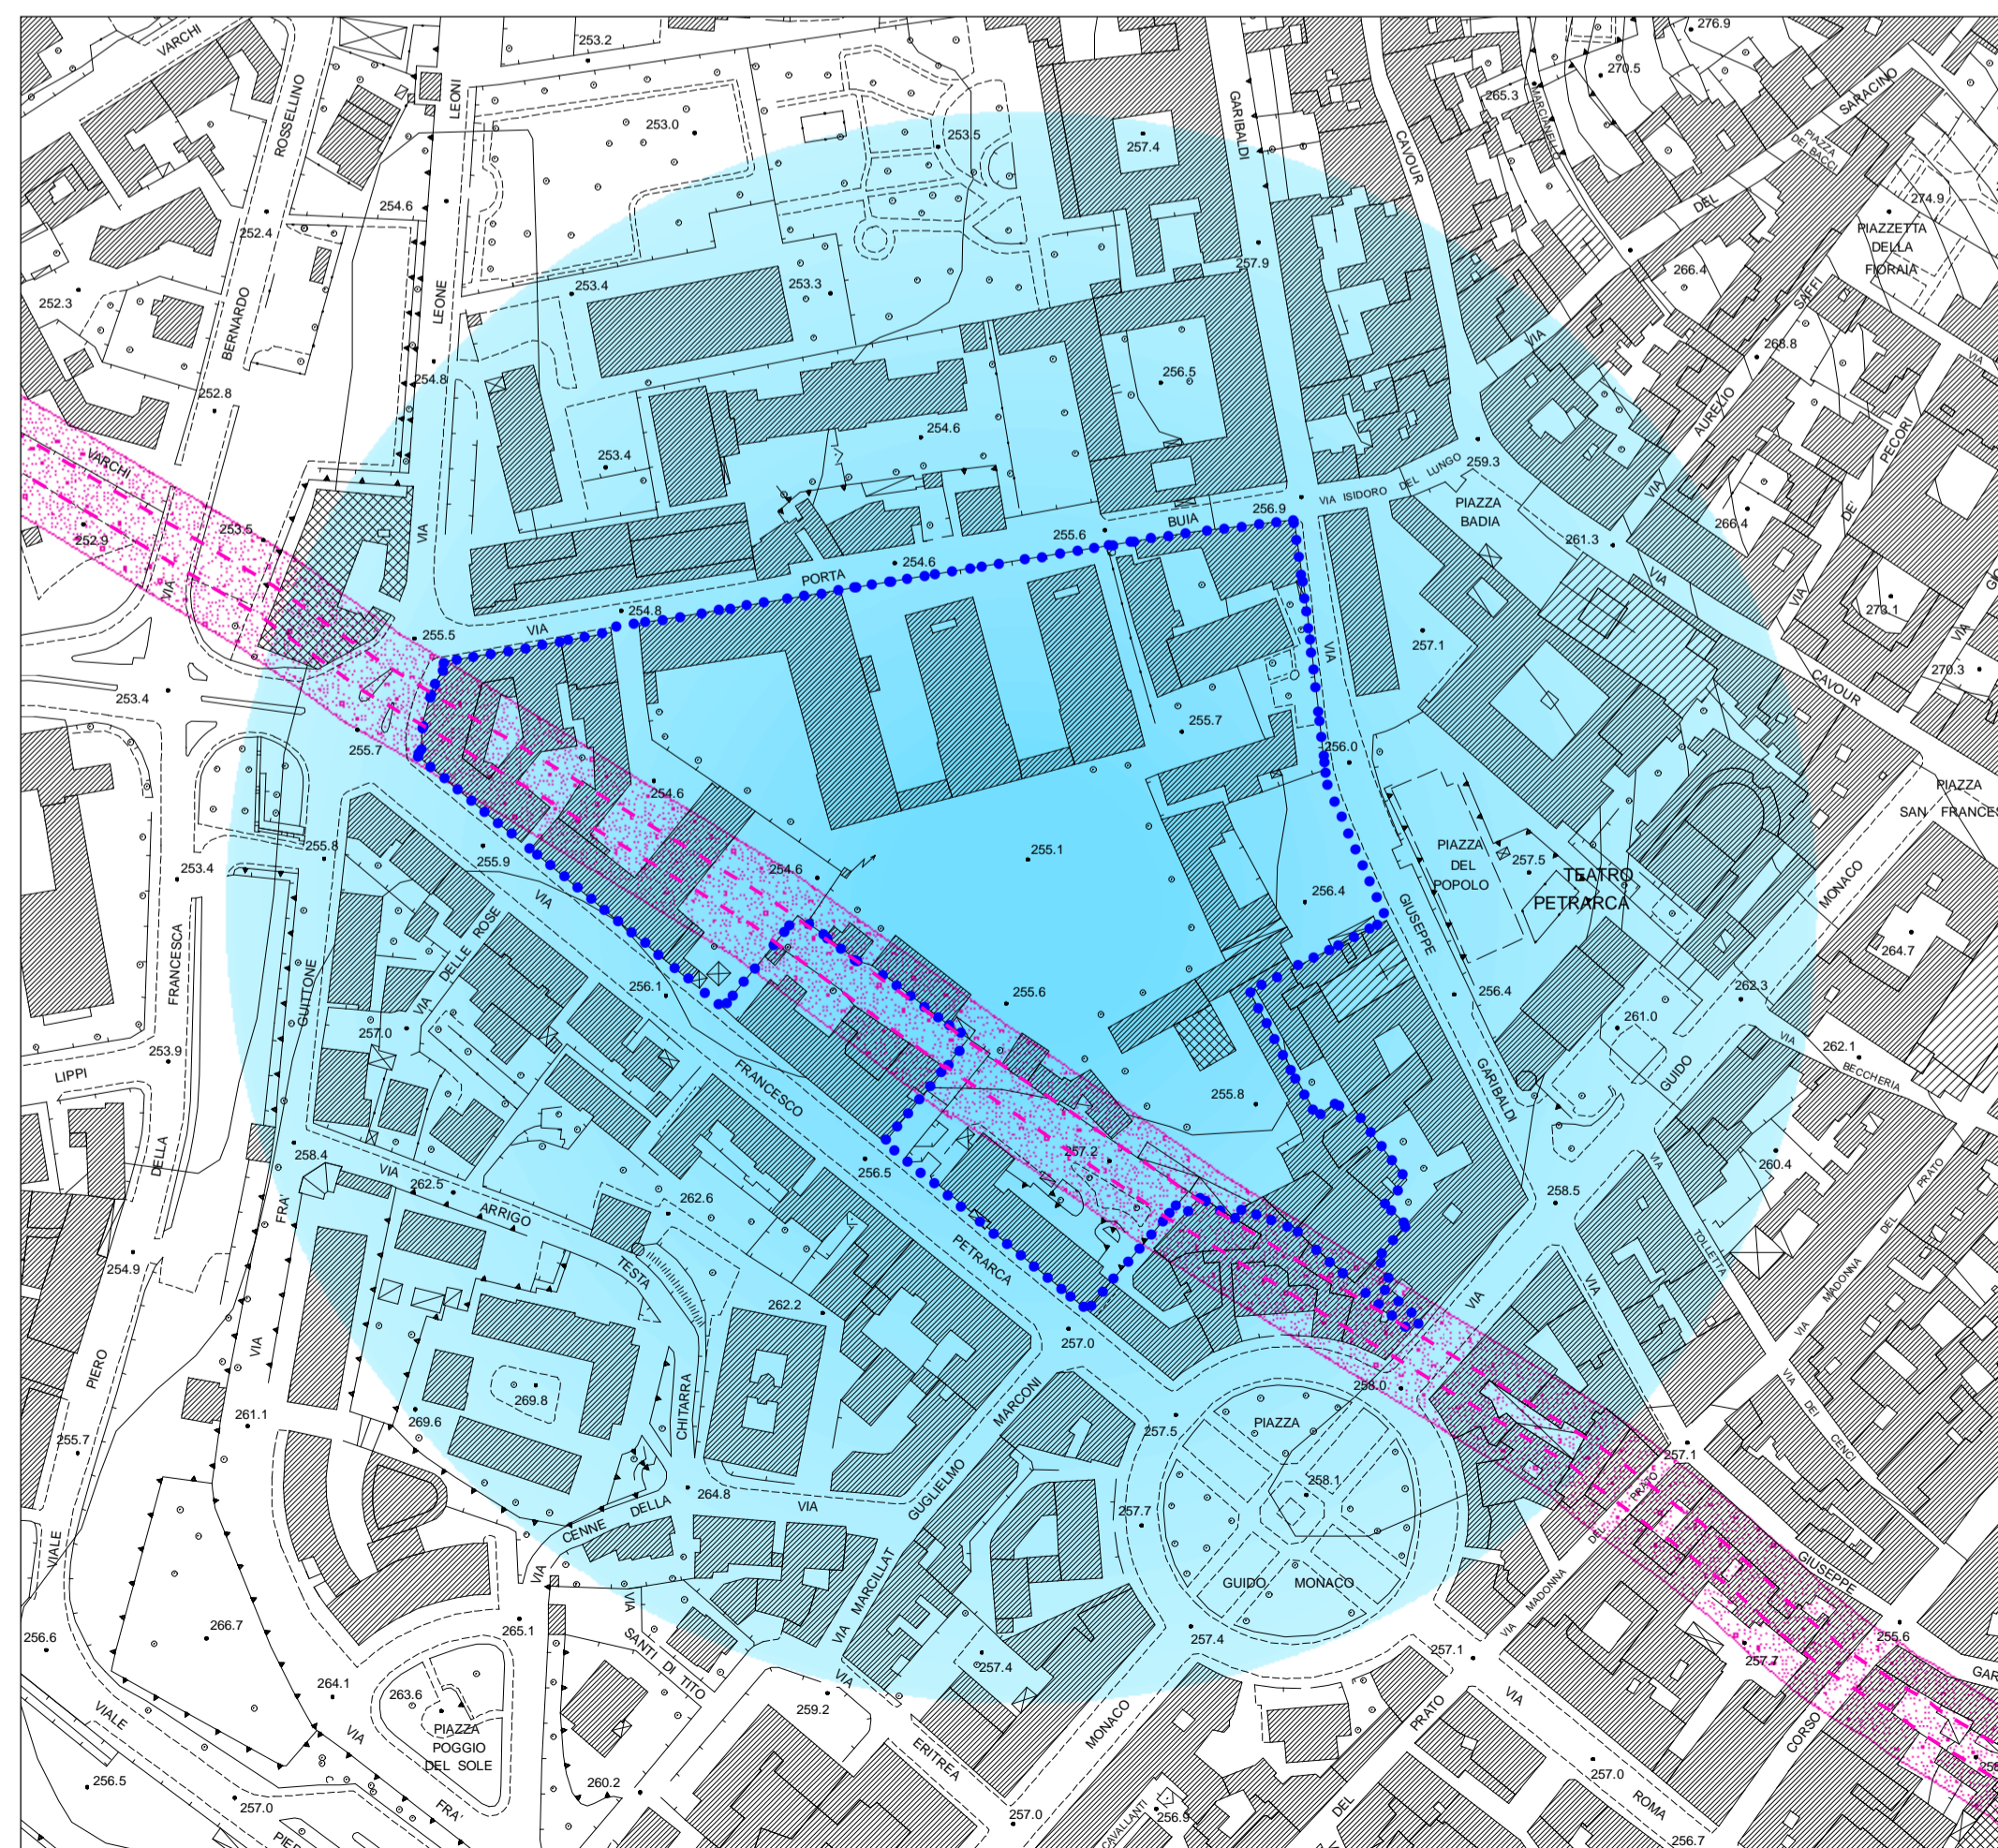 VARCHI
ROSSELLINO
253.2
LEONI
253.0
253.5
257.4
GARIBALDI
CAVOUR
265.3
MARCIANELLO
270.5
276.9
SARACINO
PIAZZA
DEI BACCI
DEL
274.9
PIAZZETTA
DELLA
FIORAIA
254.6
252.4
252.3
BERNARDO
LEONE
253.4
253.3
257.9
266.4
SAFFI
VIA
268.8
VIA
252.8
254.8
256.5
AURELIO
PECORI
254.6
253.4
VARCHI
253.5
252.9
VIA
VIA
VIA ISIDORO DEL LUNGO
259.3
PIAZZA
BADIA
VIA
266.4
DE'
256.9
BUIA
255.6
254.6
PORTA
254.8
VIA
261.3
VIA
VIA
273.1
VIA
255.5
257.1
VIA
270.3
CAVOUR
253.4
255.7
255.7
256.0
254.6
PIAZZA
SAN FRANCES
255.8
255.9
253.4
254.6
255.1
PIAZZA
DEL
POPOLO
257.5
TEATRO
PETRARCA
MONACO
256.4
GIUSEPPE
264.7
VIA
VIA DELLE ROSE
FRANCESCA
GUITTONE
256.1
255.6
256.4
262.3
261.0
257.0
253.9
LIPPI
FRANCESCO
255.8
GARIBALDI
GUIDO
VIA
262.1
BECCHERIA
DELLA
258.4
VIA
262.5
256.5
257.2
260.4
VIA
PRATO
FRA'
ARRIGO
262.6
258.5
TOLLETTA
DEL
254.9
TESTA
PETRARCA
VIA
VIA
MADONNA
262.2
257.0
VIA
PIERO
VIA
CHITARRA
269.8
269.6
261.1
MARCONI
258.0
257.5
PIAZZA
VIA
DEI
CENCI
255.7
257.1
PRATO
GUGLIELMO
258.1
264.8
VIA
DELLA
CENNE
VIA
257.7
DEL
VIALE
VIA MARCILLAT
GUIDO MONACO
MADONNA
VIA
GIUSEPPE
256.6
266.7
265.1
VIA
SANTI DI TITO
257.4
257.1
255.6
257.7
257.4
GAR
264.1
263.6
PIAZZA
POGGIO
DEL SOLE
259.2
VIA
VIALE
VIA
MONACO
PRATO
VIA
CORSO
ERITREA
256.5
257.0
FRA'
260.2
257.0
CAVALLANTI
256.9
DEL
257.0
ROMA
256.7